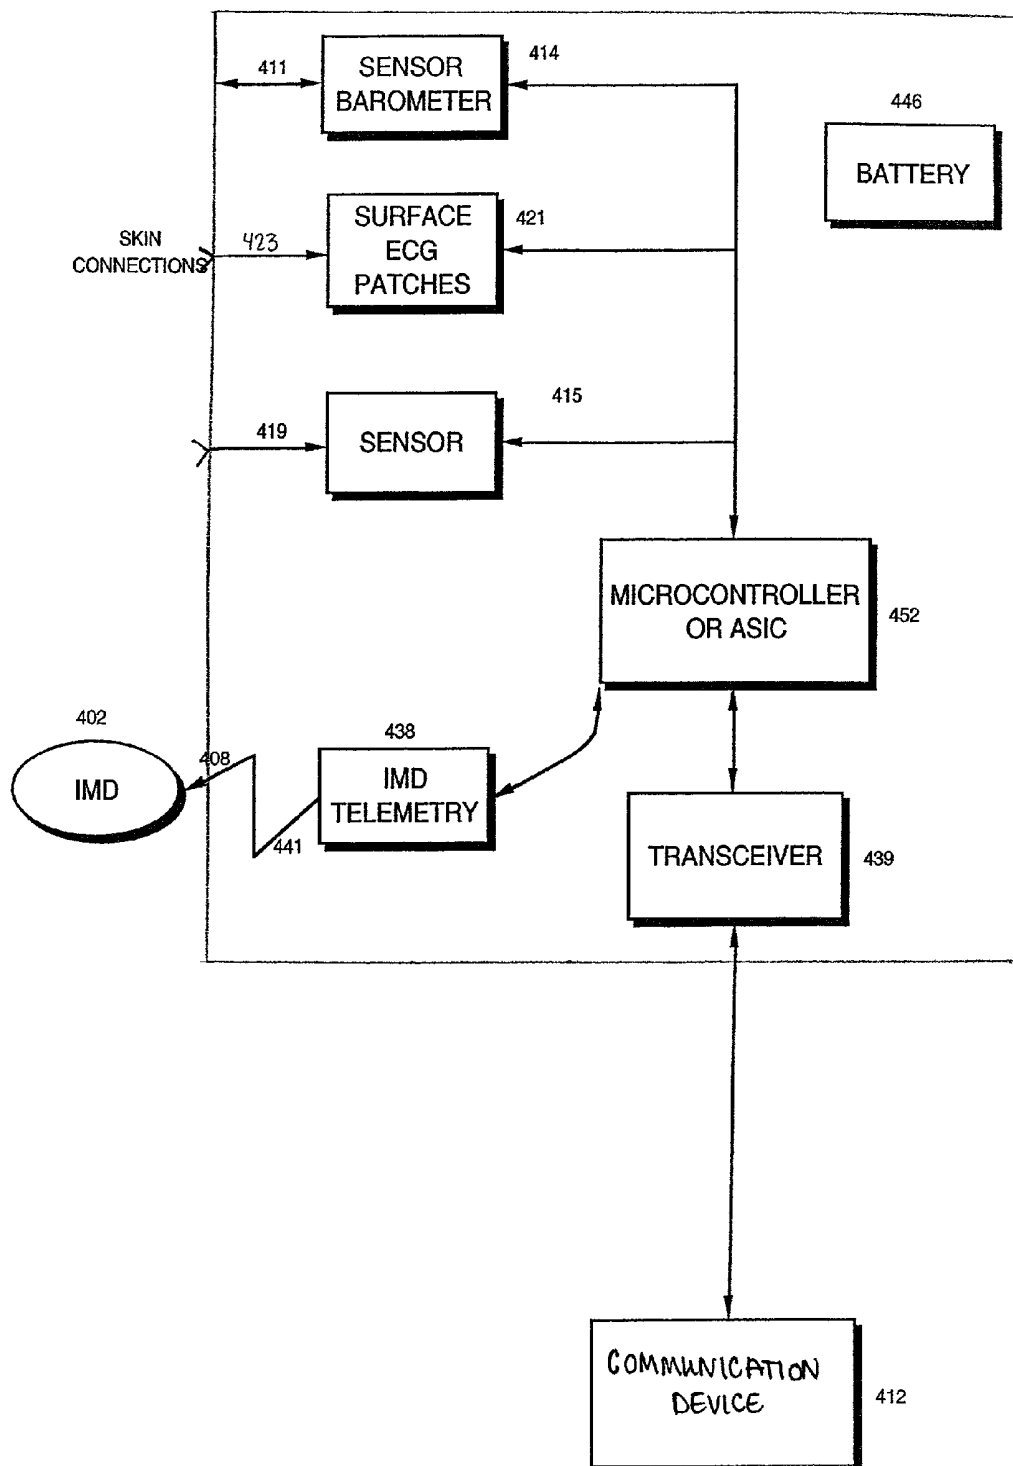 411
SENSOR
BAROMETER
414
446
BATTERY
SKIN
CONNECTIONS
423
SURFACE
ECG
PATCHES
421
419
SENSOR
415
MICROCONTROLLER
OR ASIC
452
402
IMD
408
438
IMD
TELEMETRY
441
TRANSCEIVER
439
COMMUNICATION
DEVICE
412